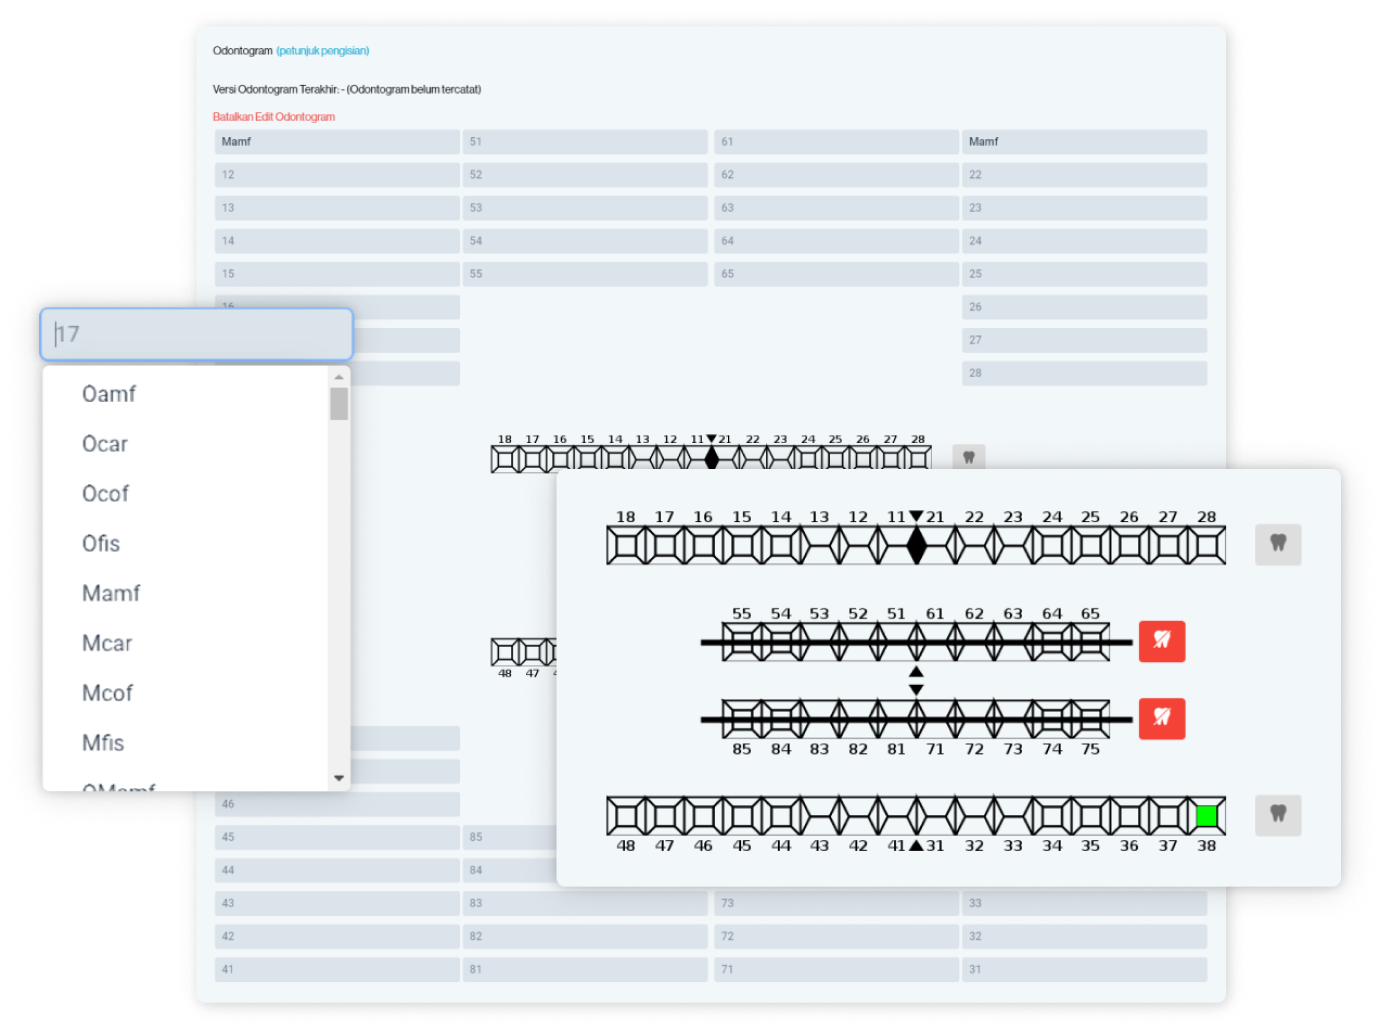 Odontogram (petunjuk pengisian)
Versi Odontogram Terakhir: - (Odontogram belum tercatat)
Batalkan Edit Odontogram
Mamf 51 61 Mamf
12 52 62 22
13 53 63 23
14 54 64 24
15 55 65 25
16 26
17
27
28
Oamf
Ocar
Ocof
Ofis
Mamf
Mcar
Mcof
Mfis
OMamf
18 17 16 15 14 13 12 11 21 22 23 24 25 26 27 28
48 47
18 17 16 15 14 13 12 11 21 22 23 24 25 26 27 28
55 54 53 52 51 61 62 63 64 65
85 84 83 82 81 71 72 73 74 75
48 47 46 45 44 43 42 41 31 32 33 34 35 36 37 38
46
45 85
44 84
43 83 73 33
42 82 72 32
41 81 71 31